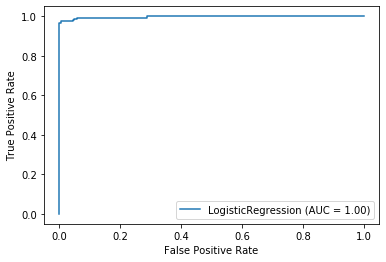 1.0
0.8
0.6
0.4
0.2
0.0
True Positive Rate
LogisticRegression (AUC = 1.00)
0.0 0.2 0.4 0.6 0.8 1.0
False Positive Rate